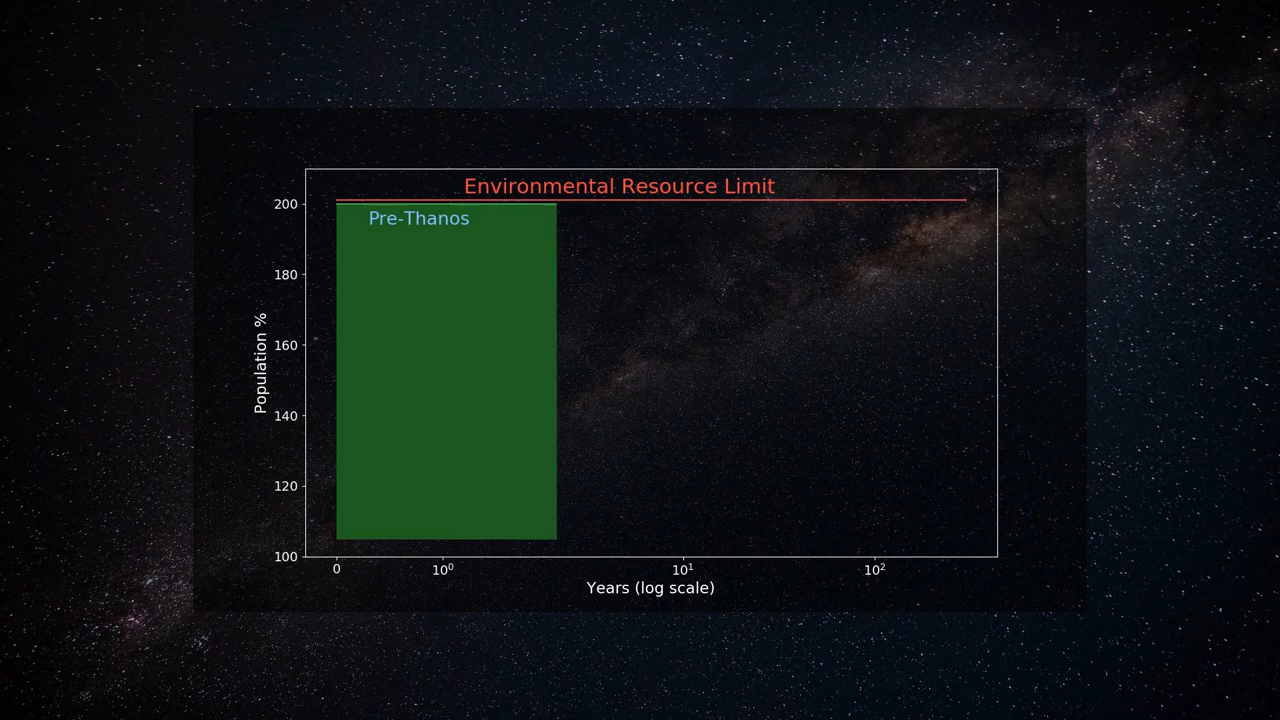 Environmental Resource Limit
Pre-Thanos
200
180
160
140
120
100
Population %
0 10⁰ 10¹ 10²
Years (log scale)